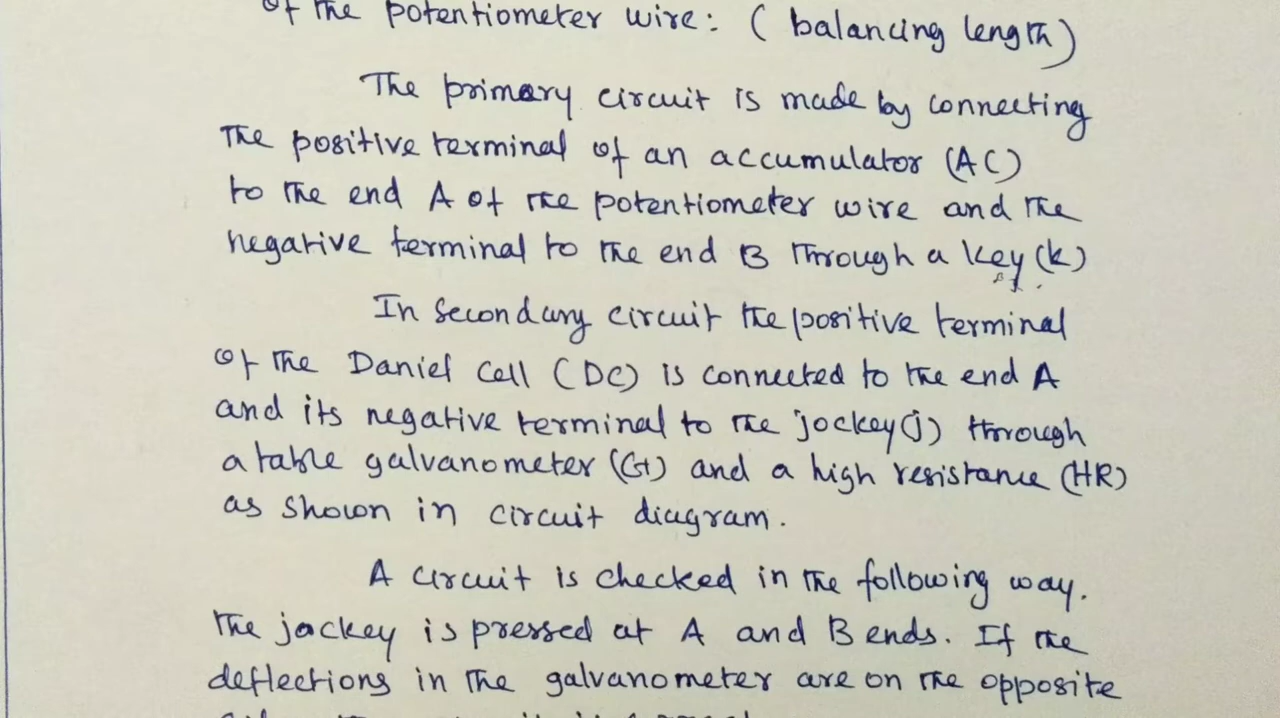 of the potentiometer wire: ( balancing length)
The primary circuit is made by connecting
The positive terminal of an accumulator (AC)
to the end A of the potentiometer wire and the
negative terminal to the end B Through a key (k)
In secondary circuit the positive terminal
of the Daniel cell (DC) is connected to the end A
and its negative terminal to the jockey(j) through
a table galvanometer (G) and a high resistance (HR)
as shown in circuit diagram.
A circuit is checked in the following way.
The jockey is pressed at A and B ends. If the
deflections in the galvanometer are on the opposite